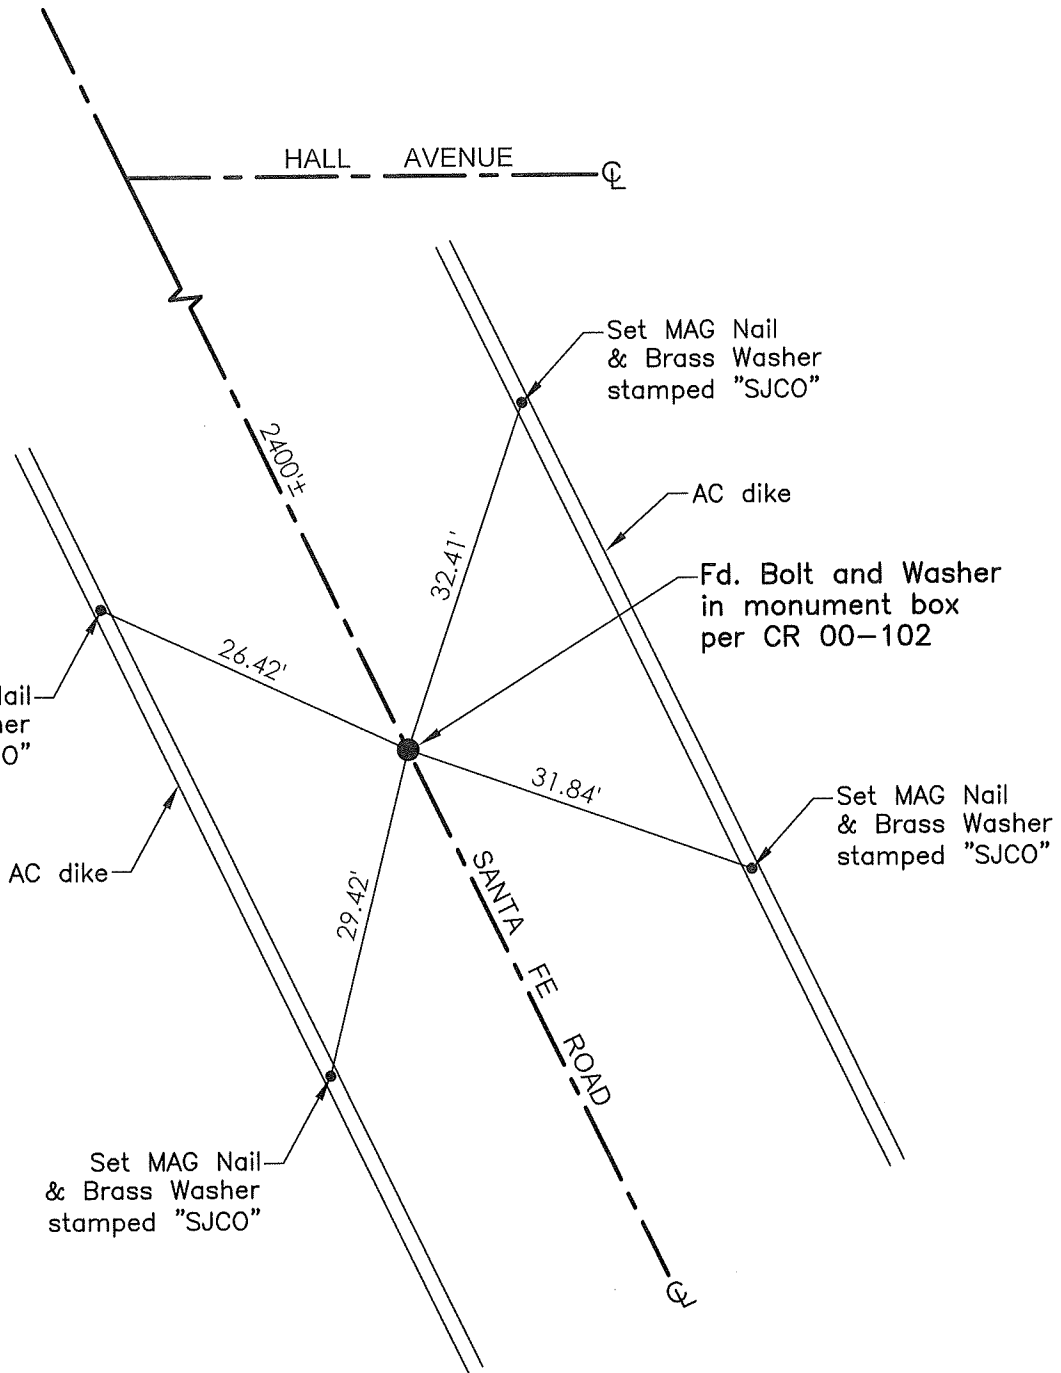 HALL AVENUE
℄
Set MAG Nail
& Brass Washer
stamped "SJCO"
2400'±
AC dike
32.41'
Fd. Bolt and Washer
in monument box
per CR 00-102
26.42'
31.84'
Set MAG Nail
& Brass Washer
stamped "SJCO"
AC dike
29.42'
SANTA FE ROAD
Set MAG Nail
& Brass Washer
stamped "SJCO"
℄